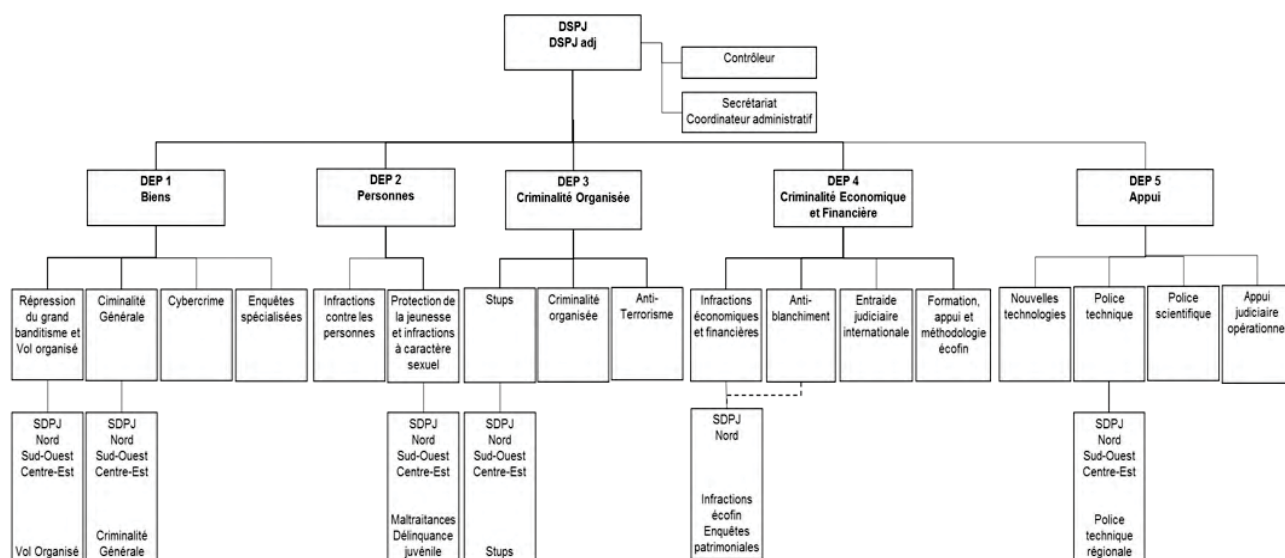 DSPJ
DSPJ adj
Contrôleur
Secrétariat
Coordinateur administratif
DEP 1
Biens
DEP 2
Personnes
DEP 3
Criminalité Organisée
DEP 4
Criminalité Economique
et Financière
DEP 5
Appui
Répression
du grand
banditisme et
Vol organisé
Ciminalité
Générale
Cybercrime
Enquêtes
spécialisées
Infractions
contre les
personnes
Protection de
la jeunesse
et infractions
à caractère
sexuel
Stups
Criminalité
organisée
Anti-
Terrorisme
Infractions
économiques
et financières
Anti-
blanchiment
Entraide
judiciaire
internationale
Formation,
appui et
méthodologie
écofin
Nouvelles
technologies
Police
technique
Police
scientifique
Appui
judiciaire
opérationnel
SDPJ
Nord
Sud-Ouest
Centre-Est
Vol Organisé
SDPJ
Nord
Sud-Ouest
Centre-Est
Criminalité
Générale
SDPJ
Nord
Sud-Ouest
Centre-Est
Maltraitances
Délinquance
juvénile
SDPJ
Nord
Sud-Ouest
Centre-Est
Stups
SDPJ
Nord
Infractions
écofin
Enquêtes
patrimoniales
SDPJ
Nord
Sud-Ouest
Centre-Est
Police
technique
régionale